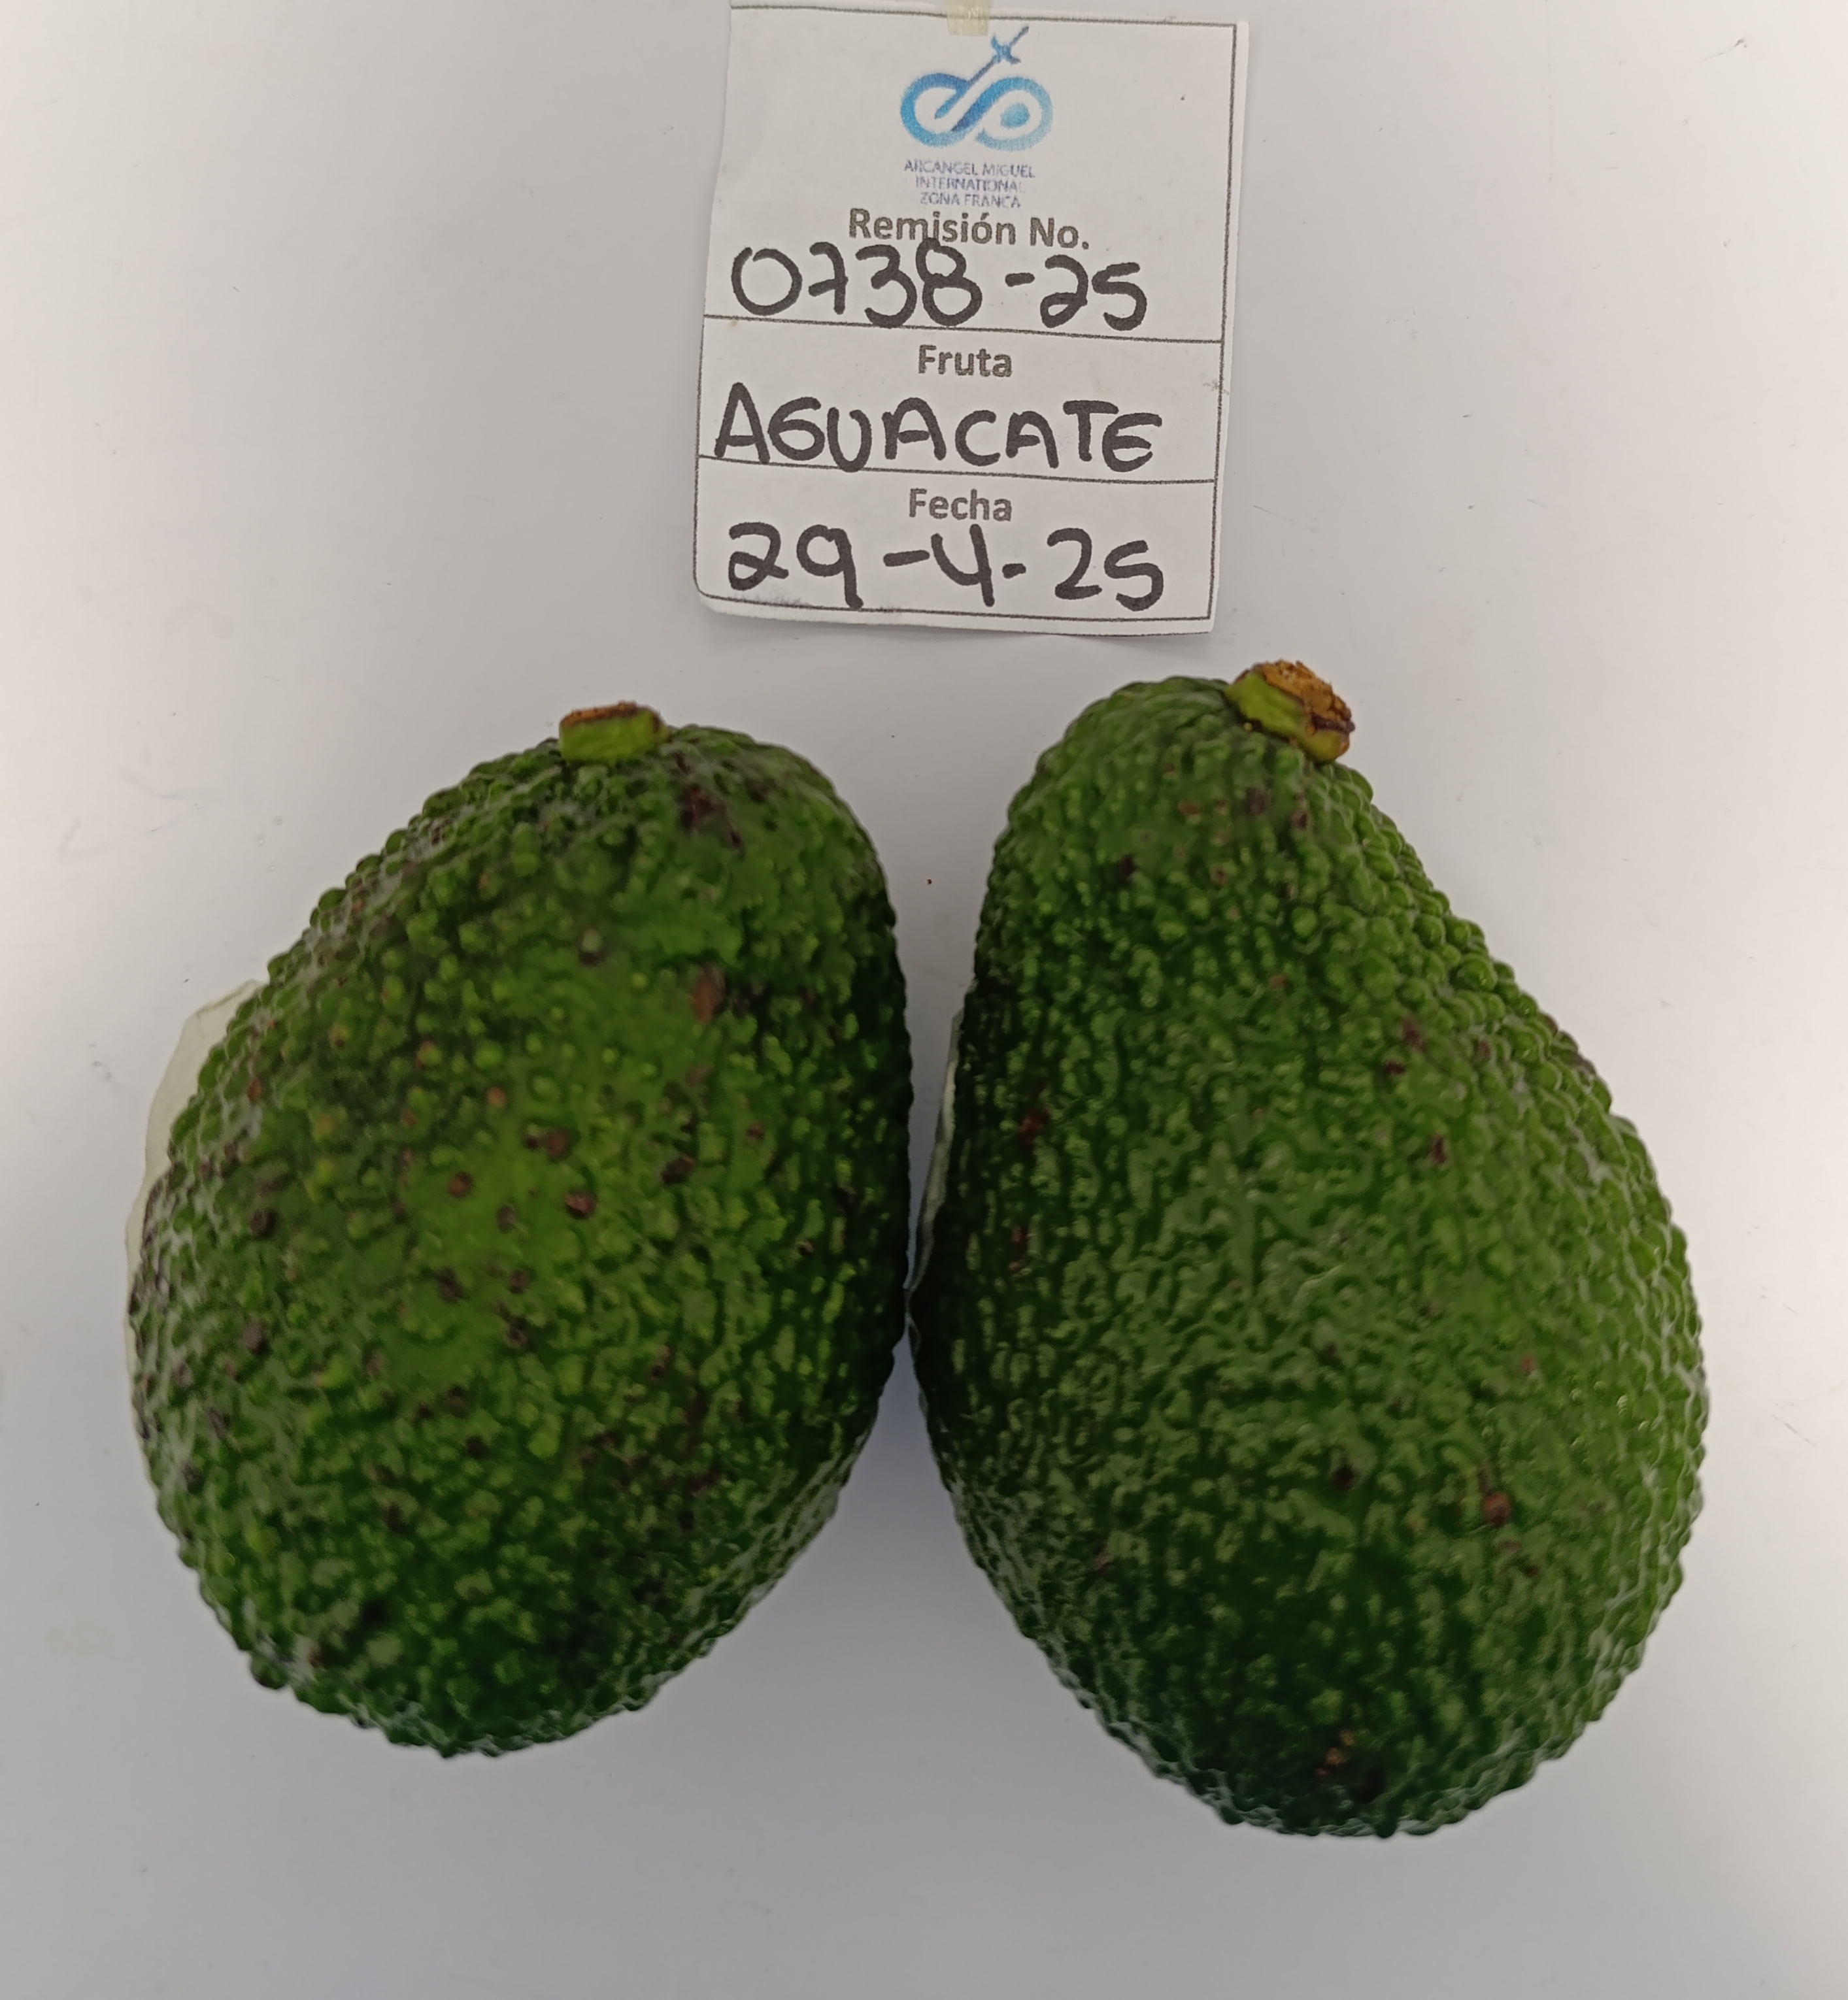 ARCANGEL MIGUEL
INTERNATIONAL
ZONA FRANCA
Remisión No.
0738-25
Fruta
AGUACATE
Fecha
29-4-25